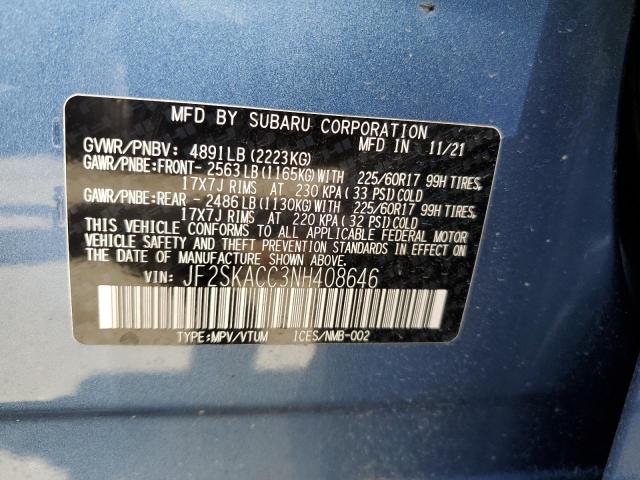 MFD BY SUBARU CORPORATION
GVWR/PNBV: 4891LB(2223KG) MFD IN 11/21
GAWR/PNBE:FRONT- 2563LB(1165KG)WITH 225/60R17 99H TIRES,
17X7J RIMS AT 230 KPA(33 PSI)COLD
GAWR/PNBE:REAR - 2486LB(1130KG)WITH 225/60R17 99H TIRES,
17X7J RIMS AT 220 KPA(32 PSI)COLD
THIS VEHICLE CONFORMS TO ALL APPLICABLE FEDERAL MOTOR
VEHICLE SAFETY AND THEFT PREVENTION STANDARDS IN EFFECT ON
THE DATE OF MANUFACTURE SHOWN ABOVE.
VIN: JF2SKACC3NH408646
TYPE:MPV/VTUM ICES/NMB-002